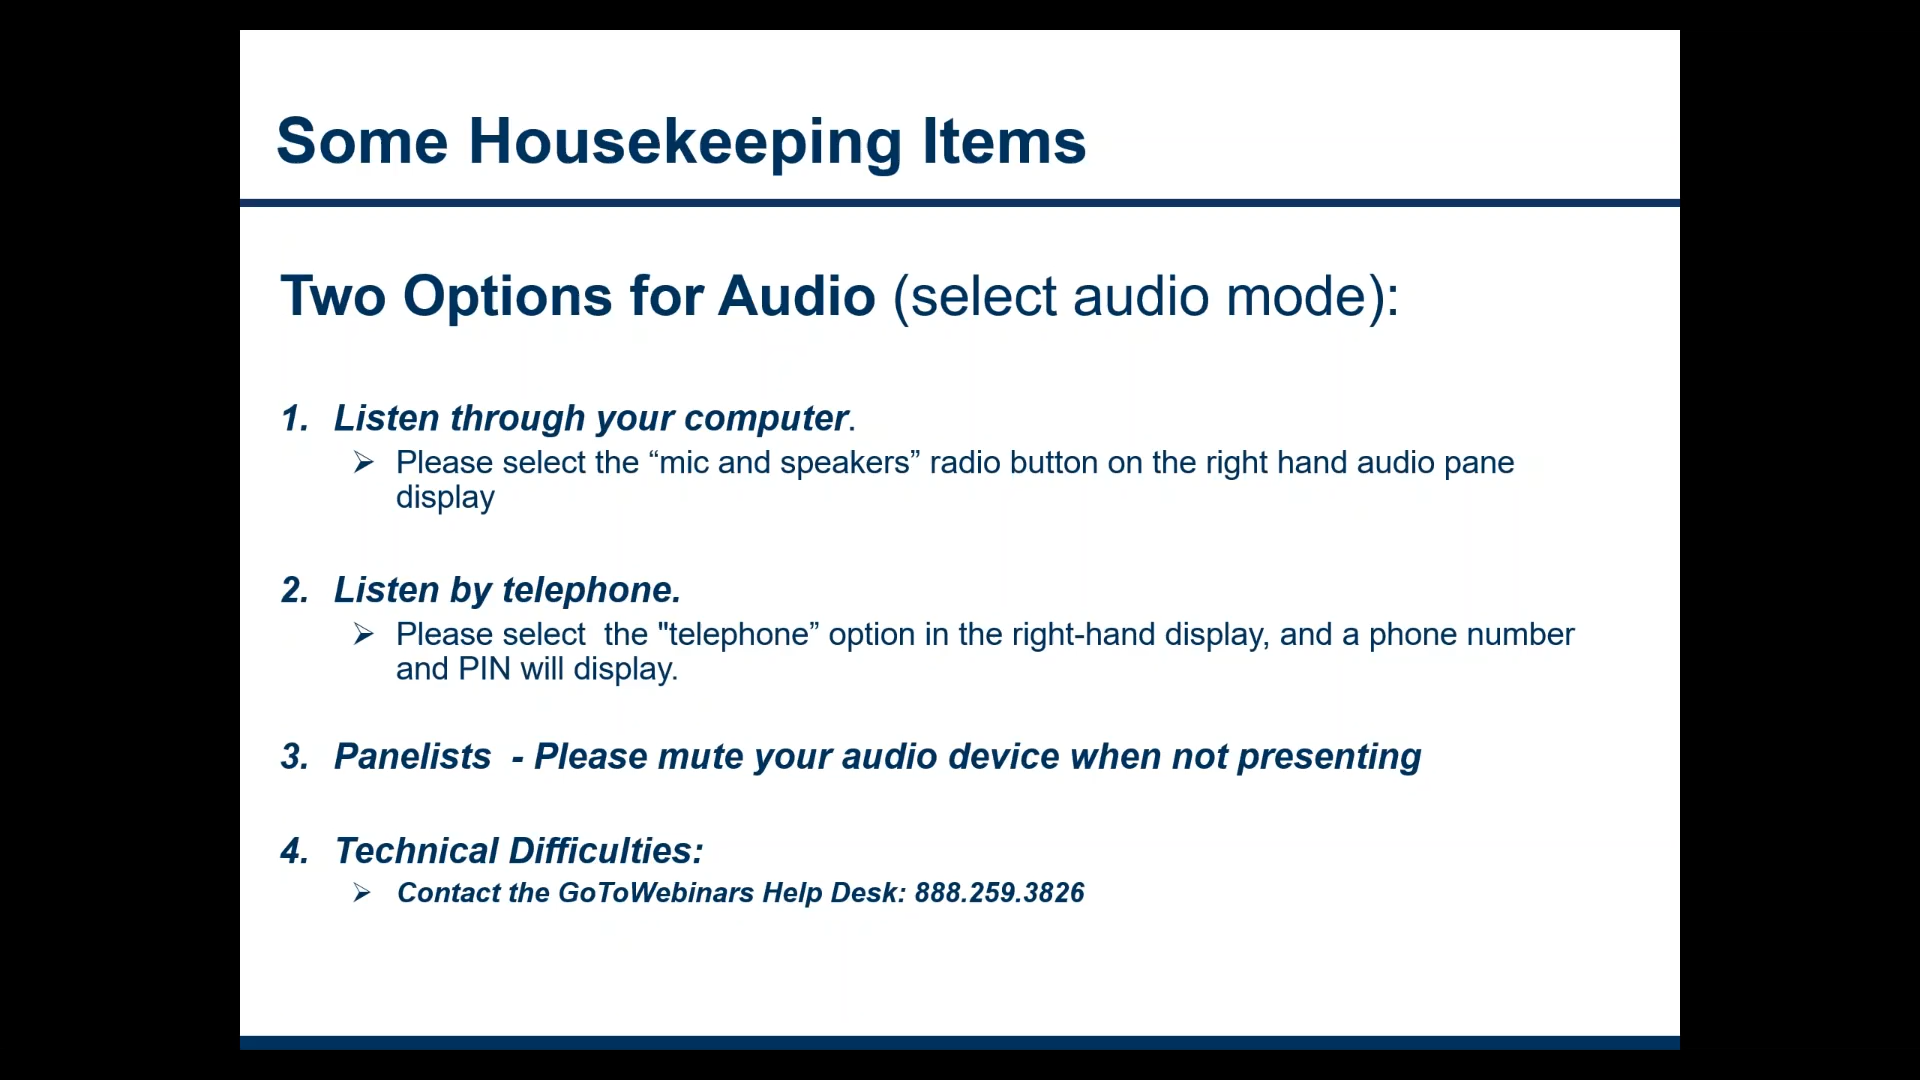 Some Housekeeping Items
Two Options for Audio (select audio mode):
1. Listen through your computer.
➢ Please select the “mic and speakers” radio button on the right hand audio pane
display
2. Listen by telephone.
➢ Please select  the "telephone” option in the right-hand display, and a phone number
and PIN will display.
3. Panelists  - Please mute your audio device when not presenting
4. Technical Difficulties:
➢ Contact the GoToWebinars Help Desk: 888.259.3826